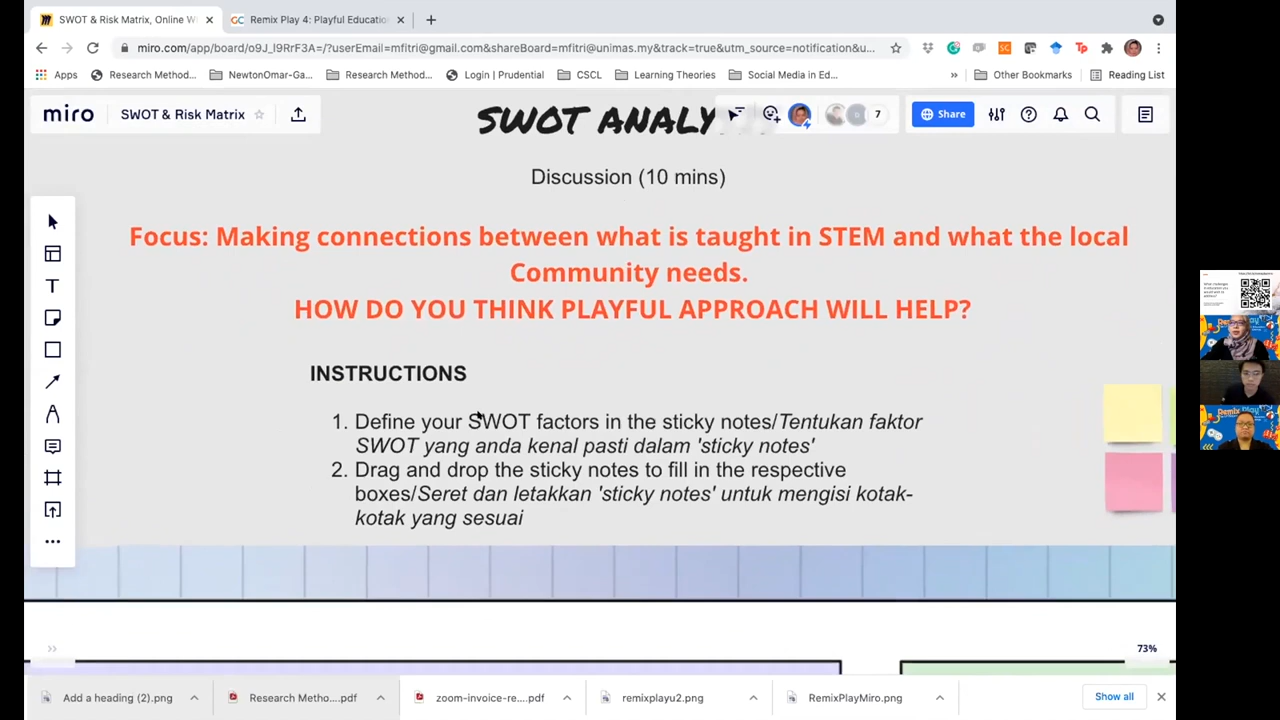 SWOT & Risk Matrix, Online W
Remix Play 4: Playful Educatio
miro.com/app/board/o9J_l9RrF3A=/?userEmail=mfitri@gmail.com&shareBoard=mfitri@unimas.my&track=true&utm_source=notification&u...
Apps
Research Method...
NewtonOmar-Ga...
Research Method...
Login | Prudential
CSCL
Learning Theories
Social Media in Ed...
»
Other Bookmarks
Reading List
miro
SWOT & Risk Matrix
SWOT ANALY
7
Share
Discussion (10 mins)
Focus: Making connections between what is taught in STEM and what the local
Community needs.
HOW DO YOU THINK PLAYFUL APPROACH WILL HELP?
INSTRUCTIONS
1. Define your SWOT factors in the sticky notes/Tentukan faktor
SWOT yang anda kenal pasti dalam 'sticky notes'
2. Drag and drop the sticky notes to fill in the respective
boxes/Seret dan letakkan 'sticky notes' untuk mengisi kotak-
kotak yang sesuai
73%
Add a heading (2).png
Research Metho....pdf
zoom-invoice-re....pdf
remixplayu2.png
RemixPlayMiro.png
Show all